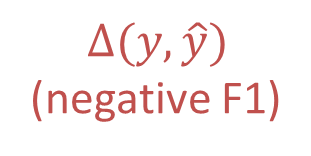 Δ(𝑦, 𝑦̂)
(negative F1)